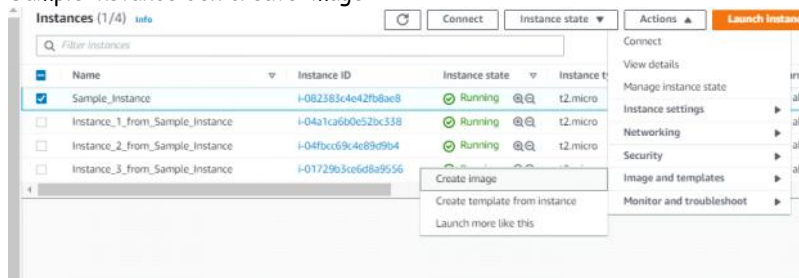 Instances (1/4) Info
Connect
Instance state
Actions
Launch instanc
Filter instances
Connect
View details
Manage instance state
Instance settings
Networking
Security
Image and templates
Monitor and troubleshoot
Name Instance ID Instance state Instance t
Sample_Instance i-082383c4e42fb8ae8 Running t2.micro
Instance_1_from_Sample_Instance i-04a1ca6b0e52bc338 Running t2.micro
Instance_2_from_Sample_Instance i-04fbcc69c4e89d9b4 Running t2.micro
Instance_3_from_Sample_Instance i-01729b3ce6d8a9556
Create image
Create template from instance
Launch more like this